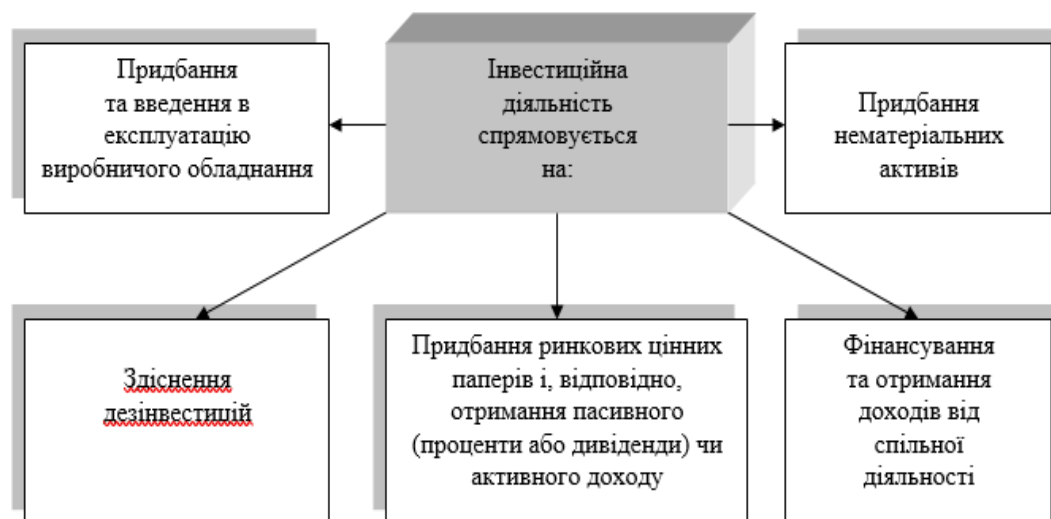 Придбання
та введення в
експлуатацію
виробничого обладнання
Інвестиційна
діяльність
спрямовується
на:
Придбання
нематеріальних
активів
Здіснення
дезінвестицій
Придбання ринкових цінних
паперів і, відповідно,
отримання пасивного
(проценти або дивіденди) чи
активного доходу
Фінансування
та отримання
доходів від
спільної
діяльності